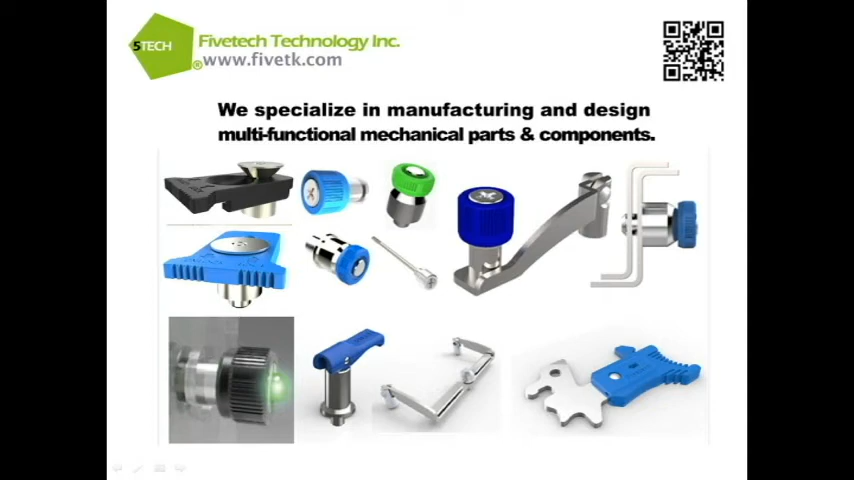 5TECH
Fivetech Technology Inc.
®www.fivetk.com
We specialize in manufacturing and design
multi-functional mechanical parts & components.